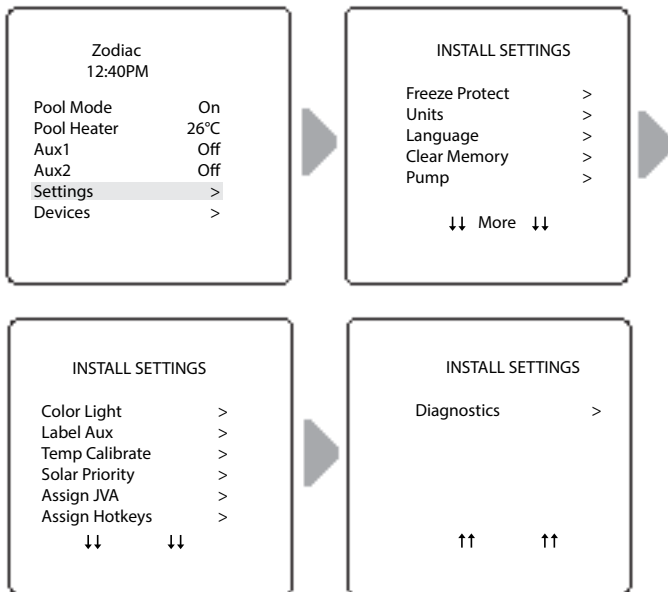 Zodiac
12:40PM
Pool Mode On
Pool Heater 26°C
Aux1 Off
Aux2 Off
Settings >
Devices >
INSTALL SETTINGS
Freeze Protect >
Units >
Language >
Clear Memory >
Pump >
↓↓ More ↓↓
INSTALL SETTINGS
Color Light >
Label Aux >
Temp Calibrate >
Solar Priority >
Assign JVA >
Assign Hotkeys >
↓↓ ↓↓
INSTALL SETTINGS
Diagnostics >
↑↑ ↑↑